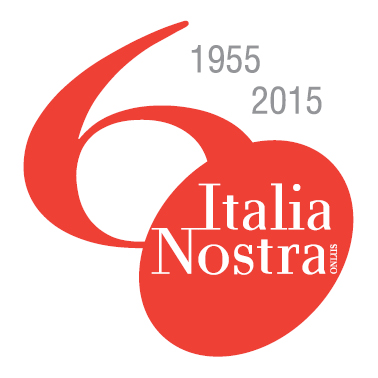 1955
2015
Italia
Nostra
ONLUS